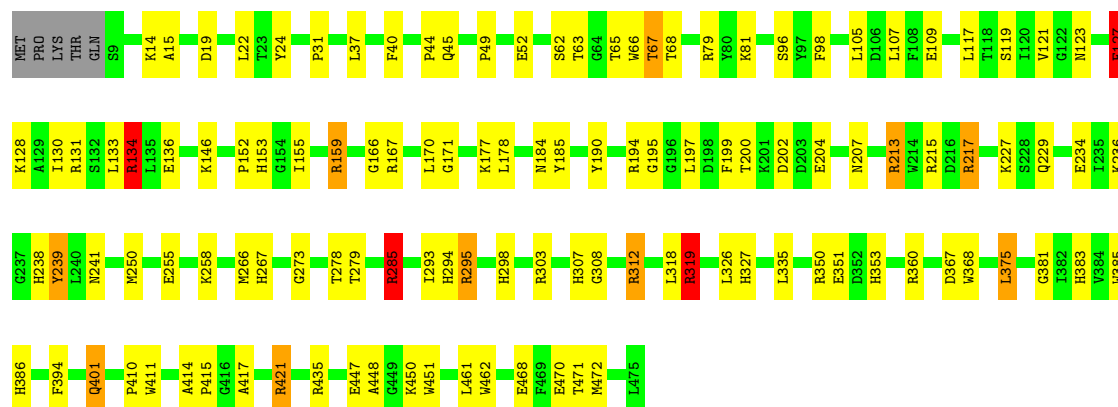 MET PRO LYS THR GLN S9 K14 A15 D19 L22 T23 Y24 P31 L37 F40 P44 Q45 P49 E52 S62 T63 G64 T65 W66 T67 T68 R79 Y80 K81 S96 Y97 F98 L105 D106 L107 F108 E109 L117 T118 S119 I120 V121 G122 N123
K128 A129 I130 R131 S132 L133 R134 L135 E136 K146 P152 H153 G154 I155 R159 G166 R167 L170 G171 K177 L178 N184 Y185 Y190 R194 G195 G196 L197 D198 F199 T200 K201 D202 D203 E204 N207 R213 W214 R215 D216 R217 K227 S228 Q229 E234 I235 K236
G237 H238 Y239 L240 N241 M250 E255 K258 M266 H267 G273 T278 T279 R285 I293 H294 R295 H298 R303 H307 G308 R312 L318 R319 L326 H327 L335 R350 E351 D352 H353 R360 D367 W368 L375 G381 I382 H383 V384 W385
H386 F394 Q401 P410 W411 A414 P415 G416 A417 R421 R435 E447 A448 G449 K450 W451 L461 W462 E468 F469 E470 T471 M472 L475